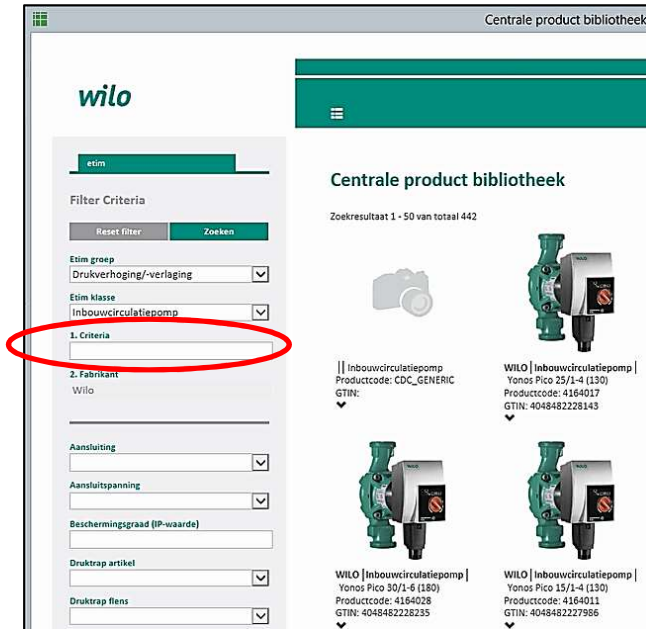 Centrale product bibliotheek
wilo
etim
Filter Criteria
Reset filter
Zoeken
Etim groep
Drukverhoging/-verlaging
Etim klasse
Inbouwcirculatiepomp
1. Criteria
2. Fabrikant
Wilo
Aansluiting
Aansluitspanning
Beschermingsgraad (IP-waarde)
Druktrap artikel
Druktrap flens
Centrale product bibliotheek
Zoekresultaat 1 - 50 van totaal 442
|| Inbouwcirculatiepomp
Productcode: CDC_GENERIC
GTIN:
WILO | Inbouwcirculatiepomp |
Yonos Pico 25/1-4 (130)
Productcode: 4164017
GTIN: 4048482228143
WILO | Inbouwcirculatiepomp |
Yonos Pico 30/1-6 (180)
Productcode: 4164028
GTIN: 4048482228235
WILO | Inbouwcirculatiepomp |
Yonos Pico 15/1-4 (130)
Productcode: 4164011
GTIN: 4048482227986